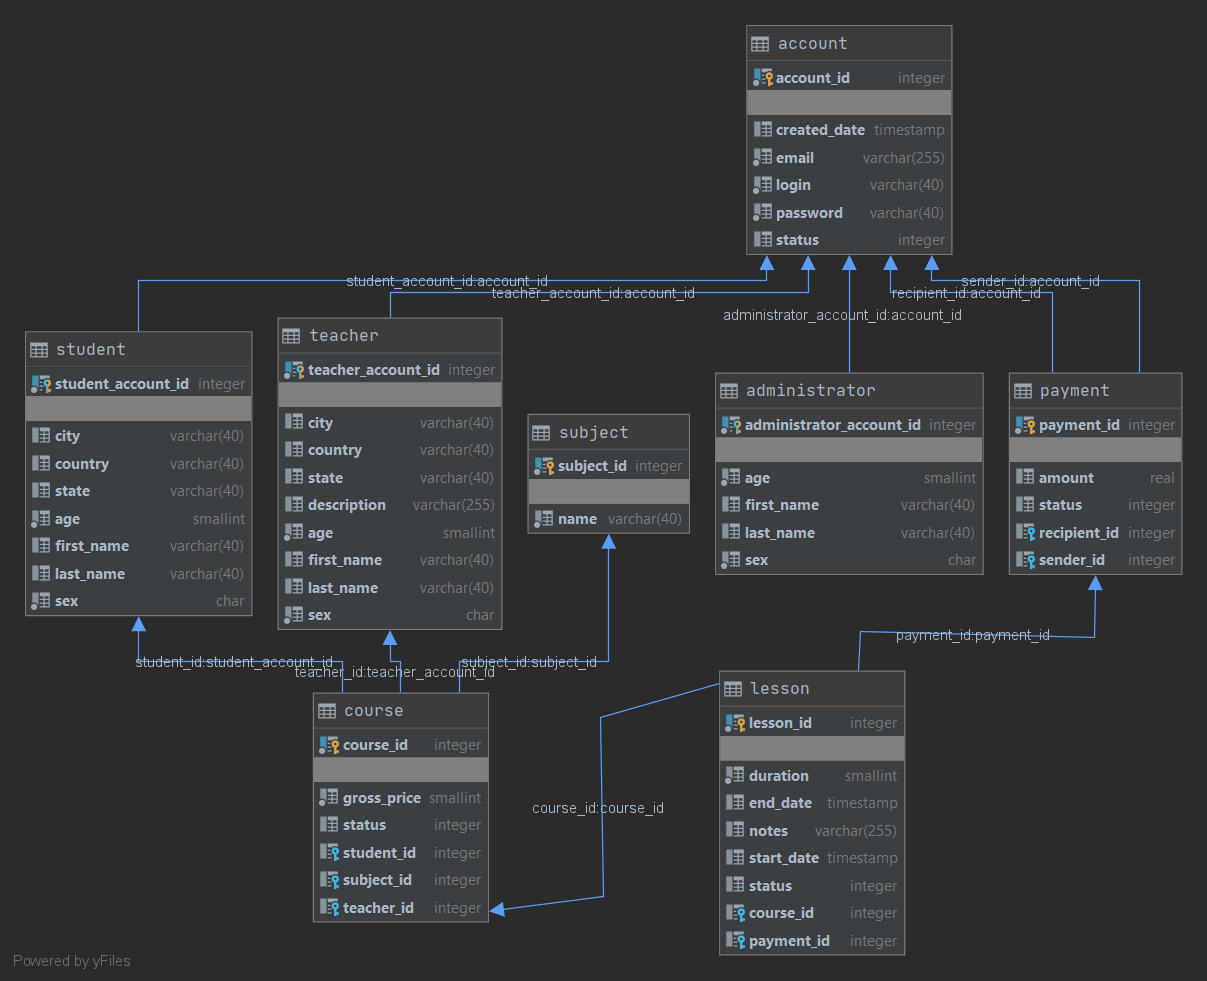 account
account_id integer
created_date timestamp
email varchar(255)
login varchar(40)
password varchar(40)
status integer
student_account_id:account_id
teacher_account_id:account_id
administrator_account_id:account_id
recipient_id:account_id
sender_id:account_id
student
student_account_id integer
city varchar(40)
country varchar(40)
state varchar(40)
age smallint
first_name varchar(40)
last_name varchar(40)
sex char
teacher
teacher_account_id integer
city varchar(40)
country varchar(40)
state varchar(40)
description varchar(255)
age smallint
first_name varchar(40)
last_name varchar(40)
sex char
subject
subject_id integer
name varchar(40)
administrator
administrator_account_id integer
age smallint
first_name varchar(40)
last_name varchar(40)
sex char
payment
payment_id integer
amount real
status integer
recipient_id integer
sender_id integer
student_id:student_account_id
teacher_id:teacher_account_id
subject_id:subject_id
payment_id:payment_id
course
course_id integer
gross_price smallint
status integer
student_id integer
subject_id integer
teacher_id integer
course_id:course_id
lesson
lesson_id integer
duration smallint
end_date timestamp
notes varchar(255)
start_date timestamp
status integer
course_id integer
payment_id integer
Powered by yFiles